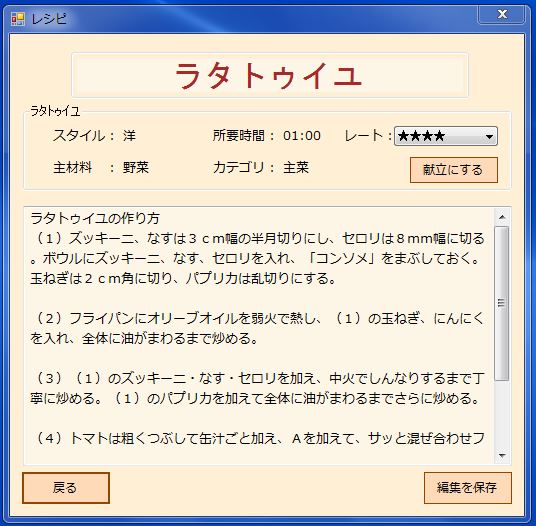 レシピ
ラタトゥイユ
ラタトゥイユ
スタイル： 洋 所要時間： 01:00 レート： ★★★★
主材料 ： 野菜 カテゴリ： 主菜 献立にする
ラタトゥイユの作り方
（１）ズッキーニ、なすは３ｃｍ幅の半月切りにし、セロリは８ｍｍ幅に切る
。ボウルにズッキーニ、なす、セロリを入れ、「コンソメ」をまぶしておく。
玉ねぎは２ｃｍ角に切り、パプリカは乱切りにする。
（２）フライパンにオリーブオイルを弱火で熱し、（１）の玉ねぎ、にんにく
を入れ、全体に油がまわるまで炒める。
（３）（１）のズッキーニ・なす・セロリを加え、中火でしんなりするまで丁
寧に炒める。（１）のパプリカを加えて全体に油がまわるまでさらに炒める。
（４）トマトは粗くつぶして缶汁ごと加え、Ａを加えて、サッと混ぜ合わせフ
戻る 編集を保存